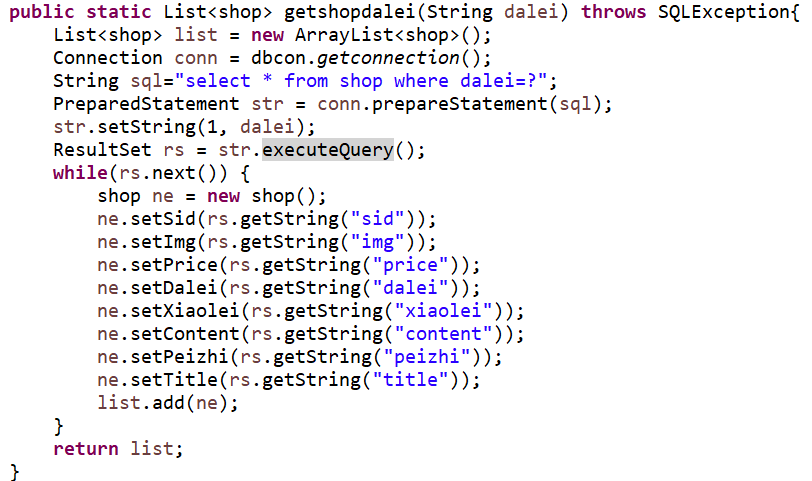 public static List<shop> getshopdalei(String dalei) throws SQLException{
    List<shop> list = new ArrayList<shop>();
    Connection conn = dbcon.getconnection();
    String sql="select * from shop where dalei=?";
    PreparedStatement str = conn.prepareStatement(sql);
    str.setString(1, dalei);
    ResultSet rs = str.executeQuery();
    while(rs.next()) {
        shop ne = new shop();
        ne.setSid(rs.getString("sid"));
        ne.setImg(rs.getString("img"));
        ne.setPrice(rs.getString("price"));
        ne.setDalei(rs.getString("dalei"));
        ne.setXiaolei(rs.getString("xiaolei"));
        ne.setContent(rs.getString("content"));
        ne.setPeizhi(rs.getString("peizhi"));
        ne.setTitle(rs.getString("title"));
        list.add(ne);
    }
    return list;
}